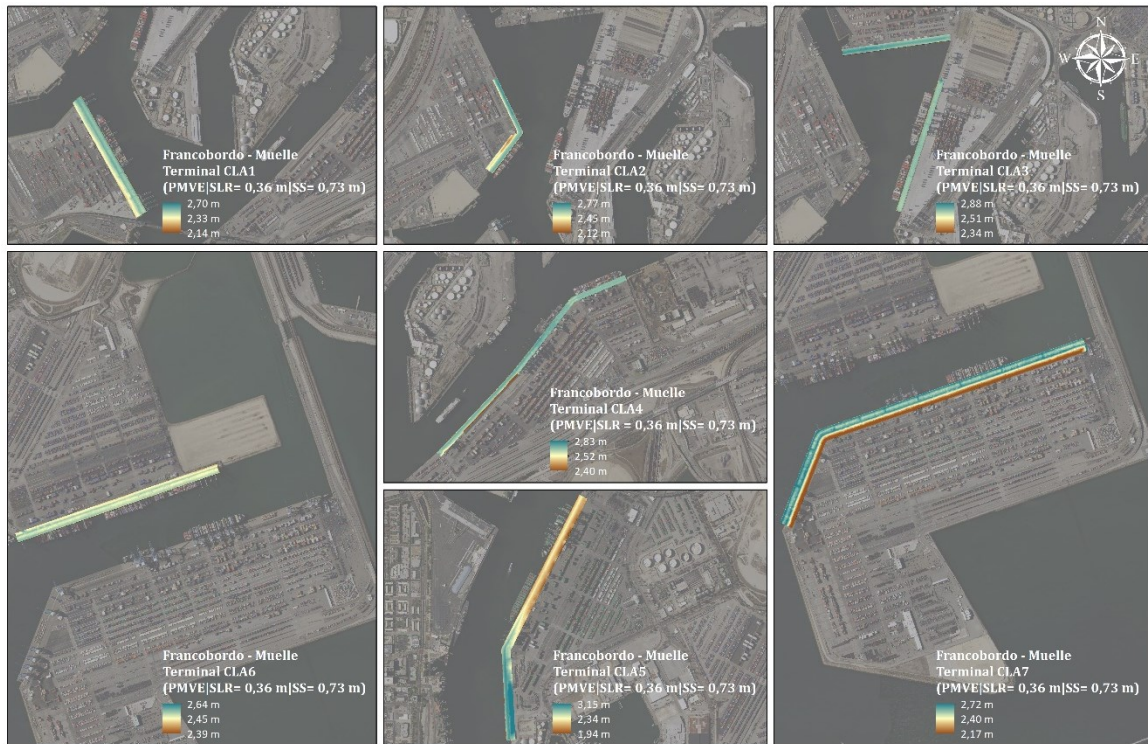 Francobordo - Muelle
Terminal CLA1
(PMVE|SLR= 0,36 m|SS= 0,73 m)
2,70 m
2,33 m
2,14 m
Francobordo - Muelle
Terminal CLA2
(PMVE|SLR= 0,36 m|SS= 0,73 m)
2,77 m
2,45 m
2,12 m
N
W E
S
Francobordo - Muelle
Terminal CLA3
(PMVE|SLR= 0,36 m|SS= 0,73 m)
2,88 m
2,51 m
2,34 m
Francobordo - Muelle
Terminal CLA6
(PMVE|SLR= 0,36 m|SS= 0,73 m)
2,64 m
2,45 m
2,39 m
Francobordo - Muelle
Terminal CLA4
(PMVE|SLR = 0,36 m|SS= 0,73 m)
2,83 m
2,52 m
2,40 m
Francobordo - Muelle
Terminal CLA5
(PMVE|SLR= 0,36 m|SS= 0,73 m)
3,15 m
2,34 m
1,94 m
Francobordo - Muelle
Terminal CLA7
(PMVE|SLR= 0,36 m|SS= 0,73 m)
2,72 m
2,40 m
2,17 m